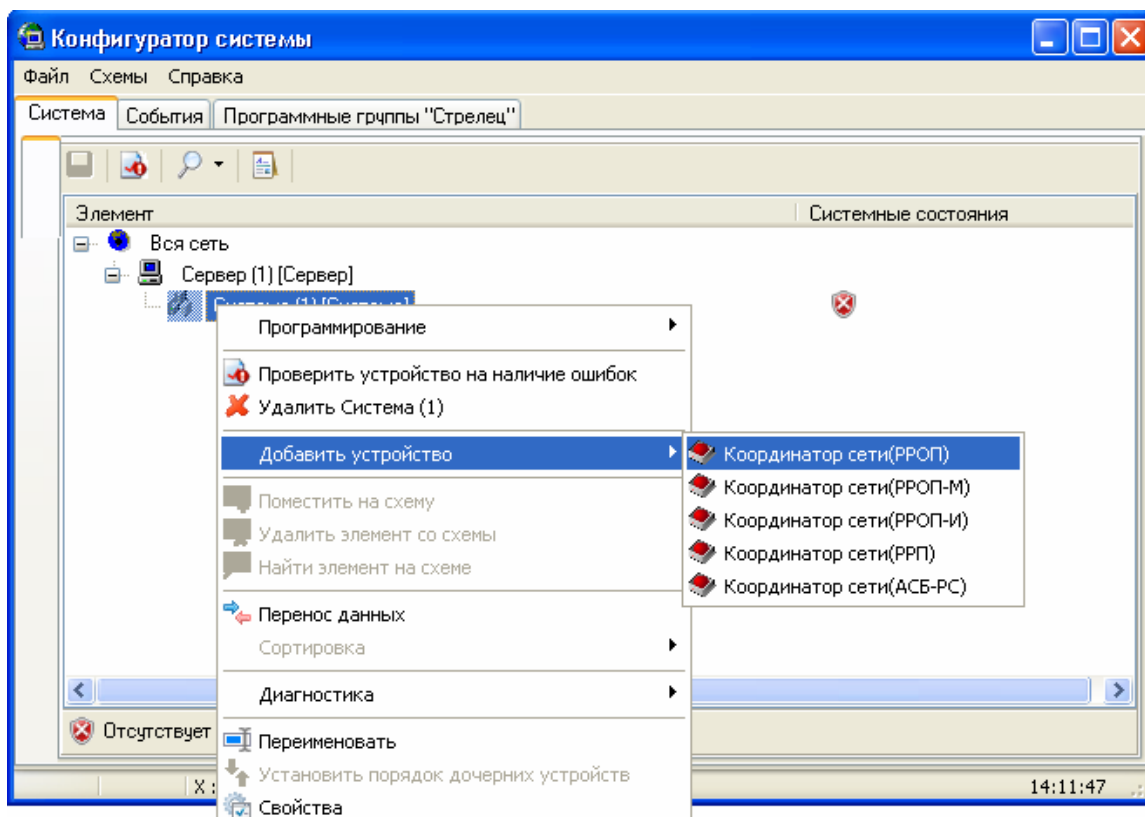 Конфигуратор системы
Файл Схемы Справка
Система События Программные группы "Стрелец"
Элемент Системные состояния
Вся сеть
Сервер (1) [Сервер]
Система (1) [Система]
Программирование
Проверить устройство на наличие ошибок
Удалить Система (1)
Добавить устройство
Координатор сети(РРОП)
Координатор сети(РРОП-М)
Координатор сети(РРОП-И)
Координатор сети(РРП)
Координатор сети(АСБ-РС)
Поместить на схему
Удалить элемент со схемы
Найти элемент на схеме
Перенос данных
Сортировка
Диагностика
Отсутствует
Переименовать
Установить порядок дочерних устройств
X : 14:11:47
Свойства